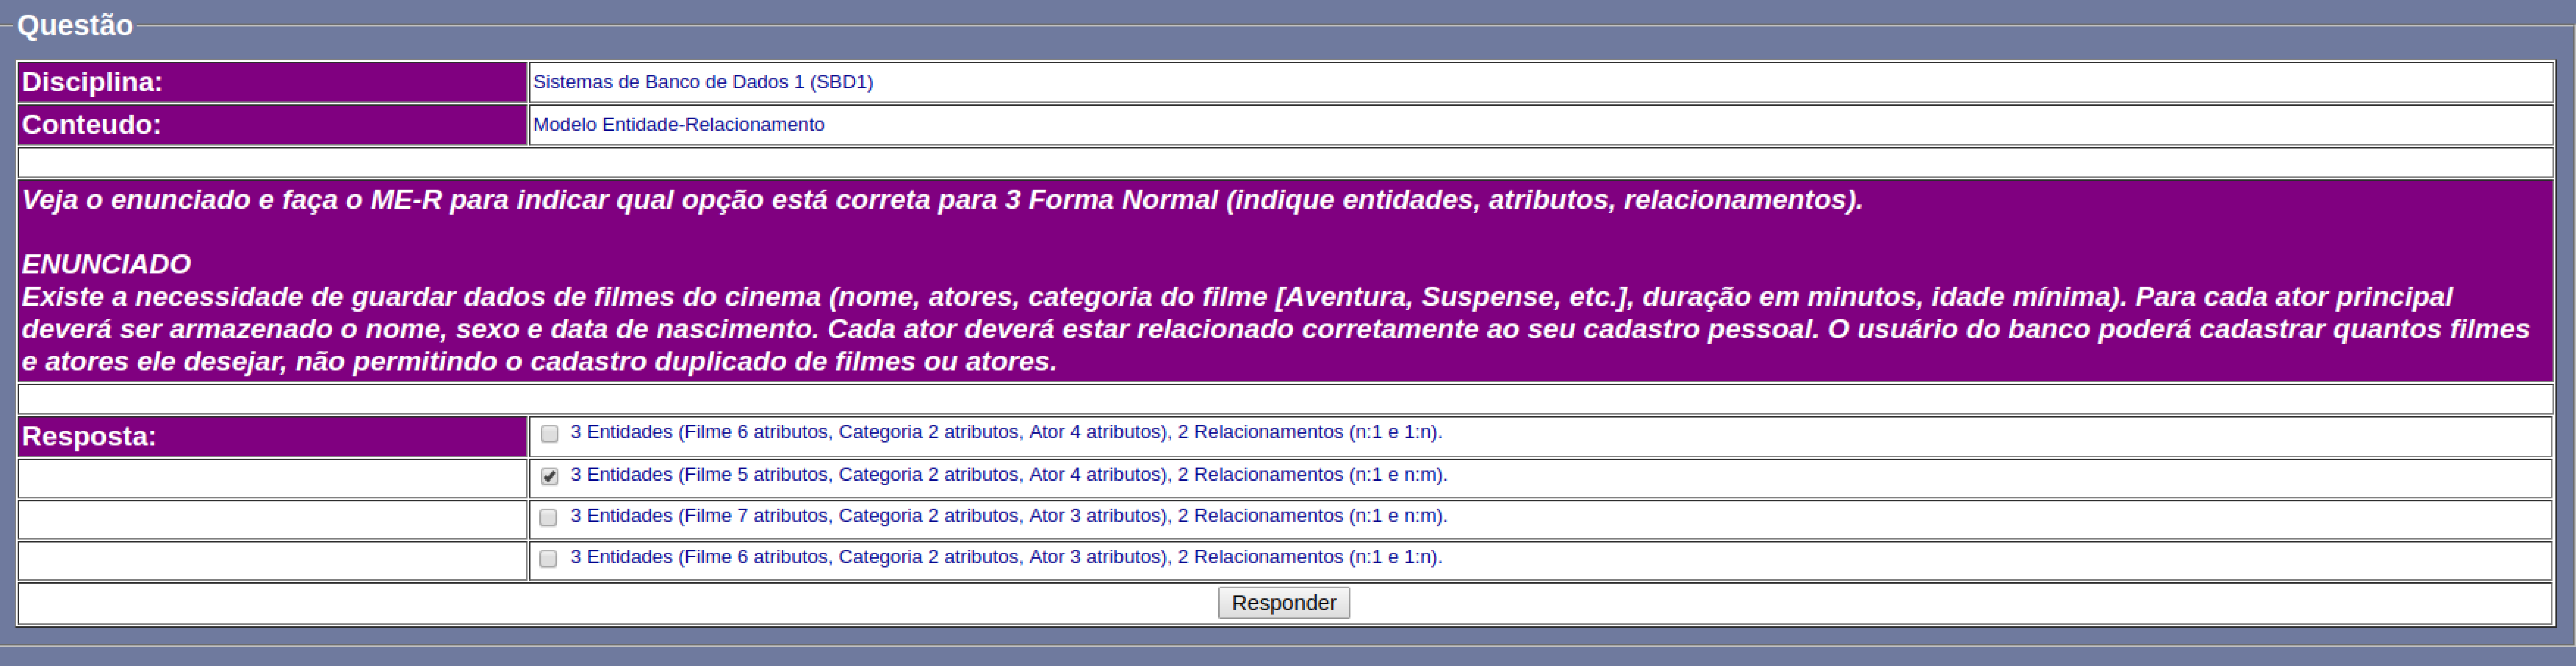 Questão
Disciplina: Sistemas de Banco de Dados 1 (SBD1)
Conteudo: Modelo Entidade-Relacionamento
Veja o enunciado e faça o ME-R para indicar qual opção está correta para 3 Forma Normal (indique entidades, atributos, relacionamentos).
ENUNCIADO
Existe a necessidade de guardar dados de filmes do cinema (nome, atores, categoria do filme [Aventura, Suspense, etc.], duração em minutos, idade mínima). Para cada ator principal
deverá ser armazenado o nome, sexo e data de nascimento. Cada ator deverá estar relacionado corretamente ao seu cadastro pessoal. O usuário do banco poderá cadastrar quantos filmes
e atores ele desejar, não permitindo o cadastro duplicado de filmes ou atores.
Resposta: 3 Entidades (Filme 6 atributos, Categoria 2 atributos, Ator 4 atributos), 2 Relacionamentos (n:1 e 1:n).
3 Entidades (Filme 5 atributos, Categoria 2 atributos, Ator 4 atributos), 2 Relacionamentos (n:1 e n:m).
3 Entidades (Filme 7 atributos, Categoria 2 atributos, Ator 3 atributos), 2 Relacionamentos (n:1 e n:m).
3 Entidades (Filme 6 atributos, Categoria 2 atributos, Ator 3 atributos), 2 Relacionamentos (n:1 e 1:n).
Responder